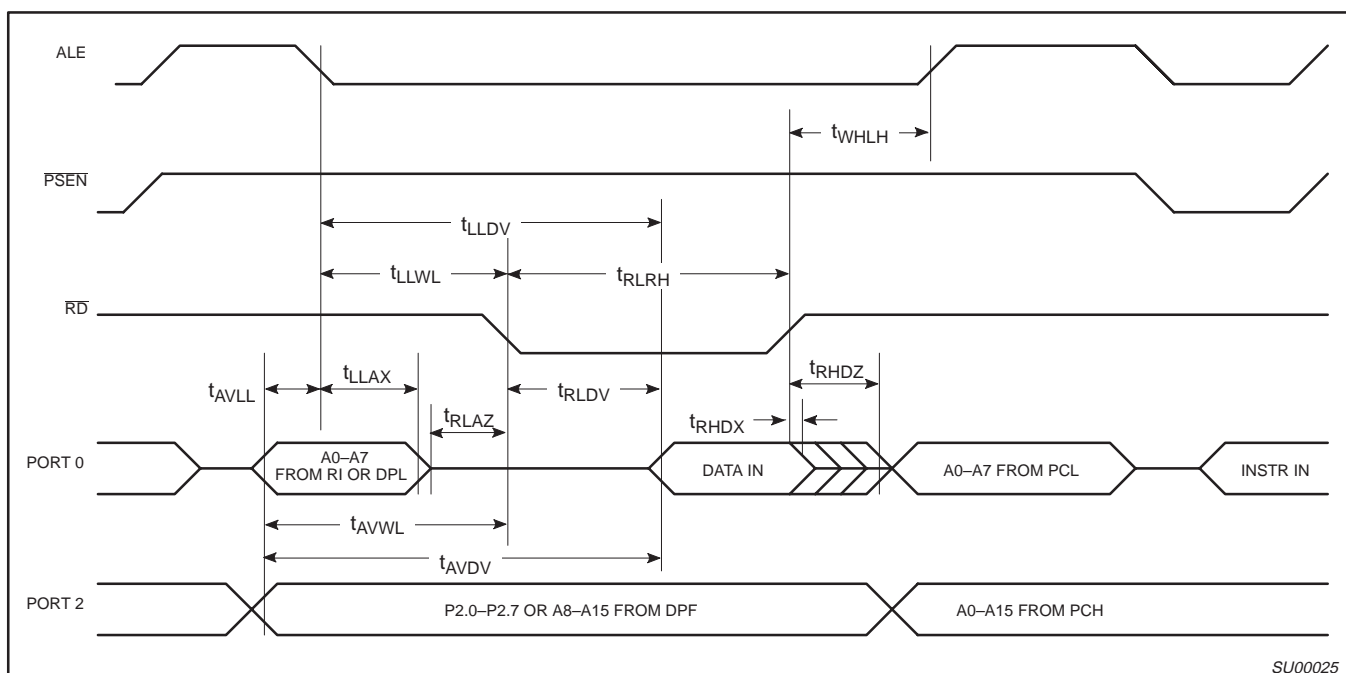 ALE
tWHLH
PSEN
tLLDV
tLLWL
tRLRH
RD
tAVLL
tLLAX
tRLDV
tRHDZ
tRLAZ
tRHDX
PORT 0
A0–A7
FROM RI OR DPL
DATA IN
A0–A7 FROM PCL
INSTR IN
tAVWL
tAVDV
PORT 2
P2.0–P2.7 OR A8–A15 FROM DPF
A0–A15 FROM PCH
SU00025